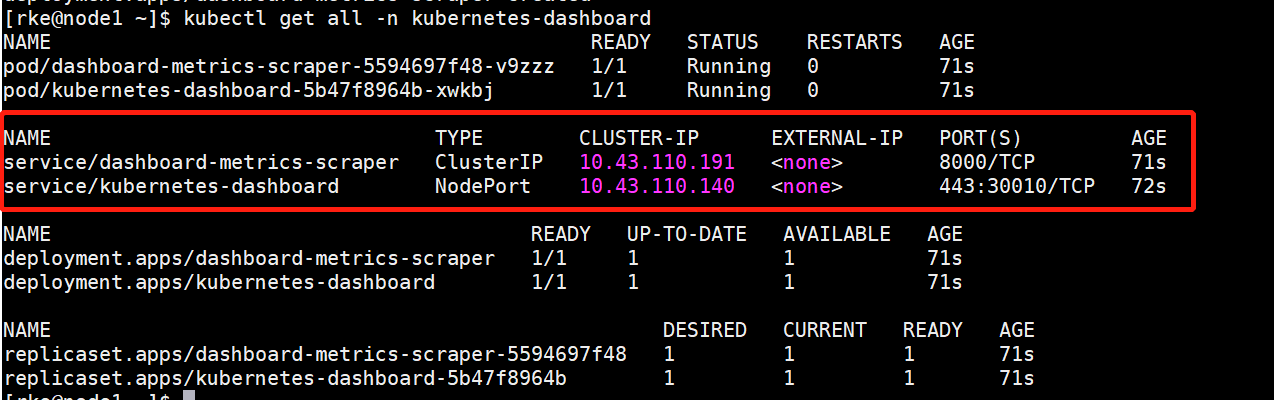 deployment.apps/dashboard-metrics-scraper created
[rke@node1 ~]$ kubectl get all -n kubernetes-dashboard
NAME READY STATUS RESTARTS AGE
pod/dashboard-metrics-scraper-5594697f48-v9zzz 1/1 Running 0 71s
pod/kubernetes-dashboard-5b47f8964b-xwkbj 1/1 Running 0 71s
NAME TYPE CLUSTER-IP EXTERNAL-IP PORT(S) AGE
service/dashboard-metrics-scraper ClusterIP 10.43.110.191 <none> 8000/TCP 71s
service/kubernetes-dashboard NodePort 10.43.110.140 <none> 443:30010/TCP 72s
NAME READY UP-TO-DATE AVAILABLE AGE
deployment.apps/dashboard-metrics-scraper 1/1 1 1 71s
deployment.apps/kubernetes-dashboard 1/1 1 1 71s
NAME DESIRED CURRENT READY AGE
replicaset.apps/dashboard-metrics-scraper-5594697f48 1 1 1 71s
replicaset.apps/kubernetes-dashboard-5b47f8964b 1 1 1 71s
[rke@node1 ~]$